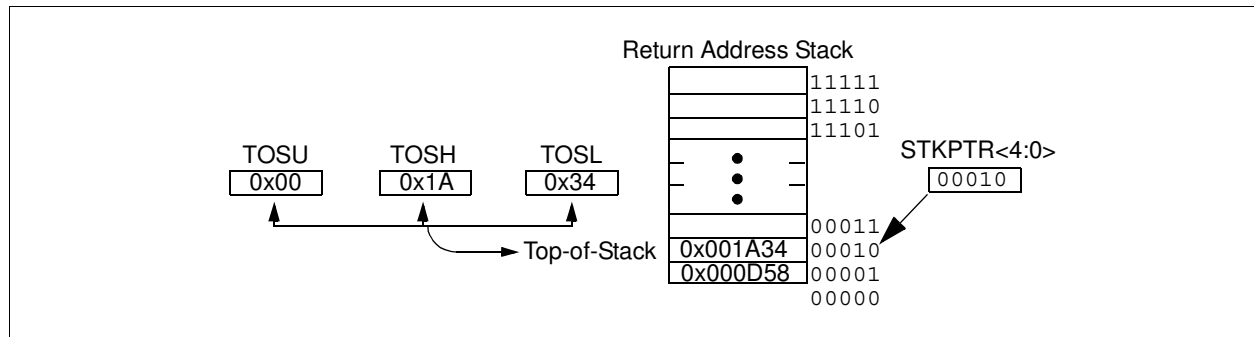 Return Address Stack
11111
11110
11101
TOSU TOSH TOSL
0x00 0x1A 0x34
STKPTR<4:0>
00010
00011
Top-of-Stack 0x001A34 00010
0x000D58 00001
00000